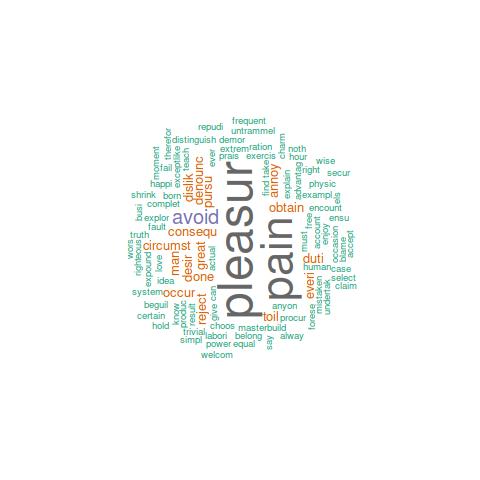 frequent
repudi
untrammel
therefor
distinguish
demor
charm
moment
exceptlike
teach
ever
extrem
ration
noth
prais
exercis
hour
wise
fall
dislik
denounc
pleasur
find
take
annoy
explain
advantag
right
secur
happi
pursu
physic
shrink
born
exampl
els
complet
obtain
encount
busi
explor
avoid
pain
free
ensu
fault
account
enjoy
occasion
blame
accept
truth
consequ
must
wors
righteous
circumst
great
actual
expound
love
man
desir
duti
human
case
idea
one
everi
mistaken
undertak
select
claim
system
occur
reject
give
can
beguil
know
produc
result
anyon
certain
toil
procur
forese
hold
choos
masterbuild
trivial
labori
belong
say
alway
simpl
power
equal
welcom